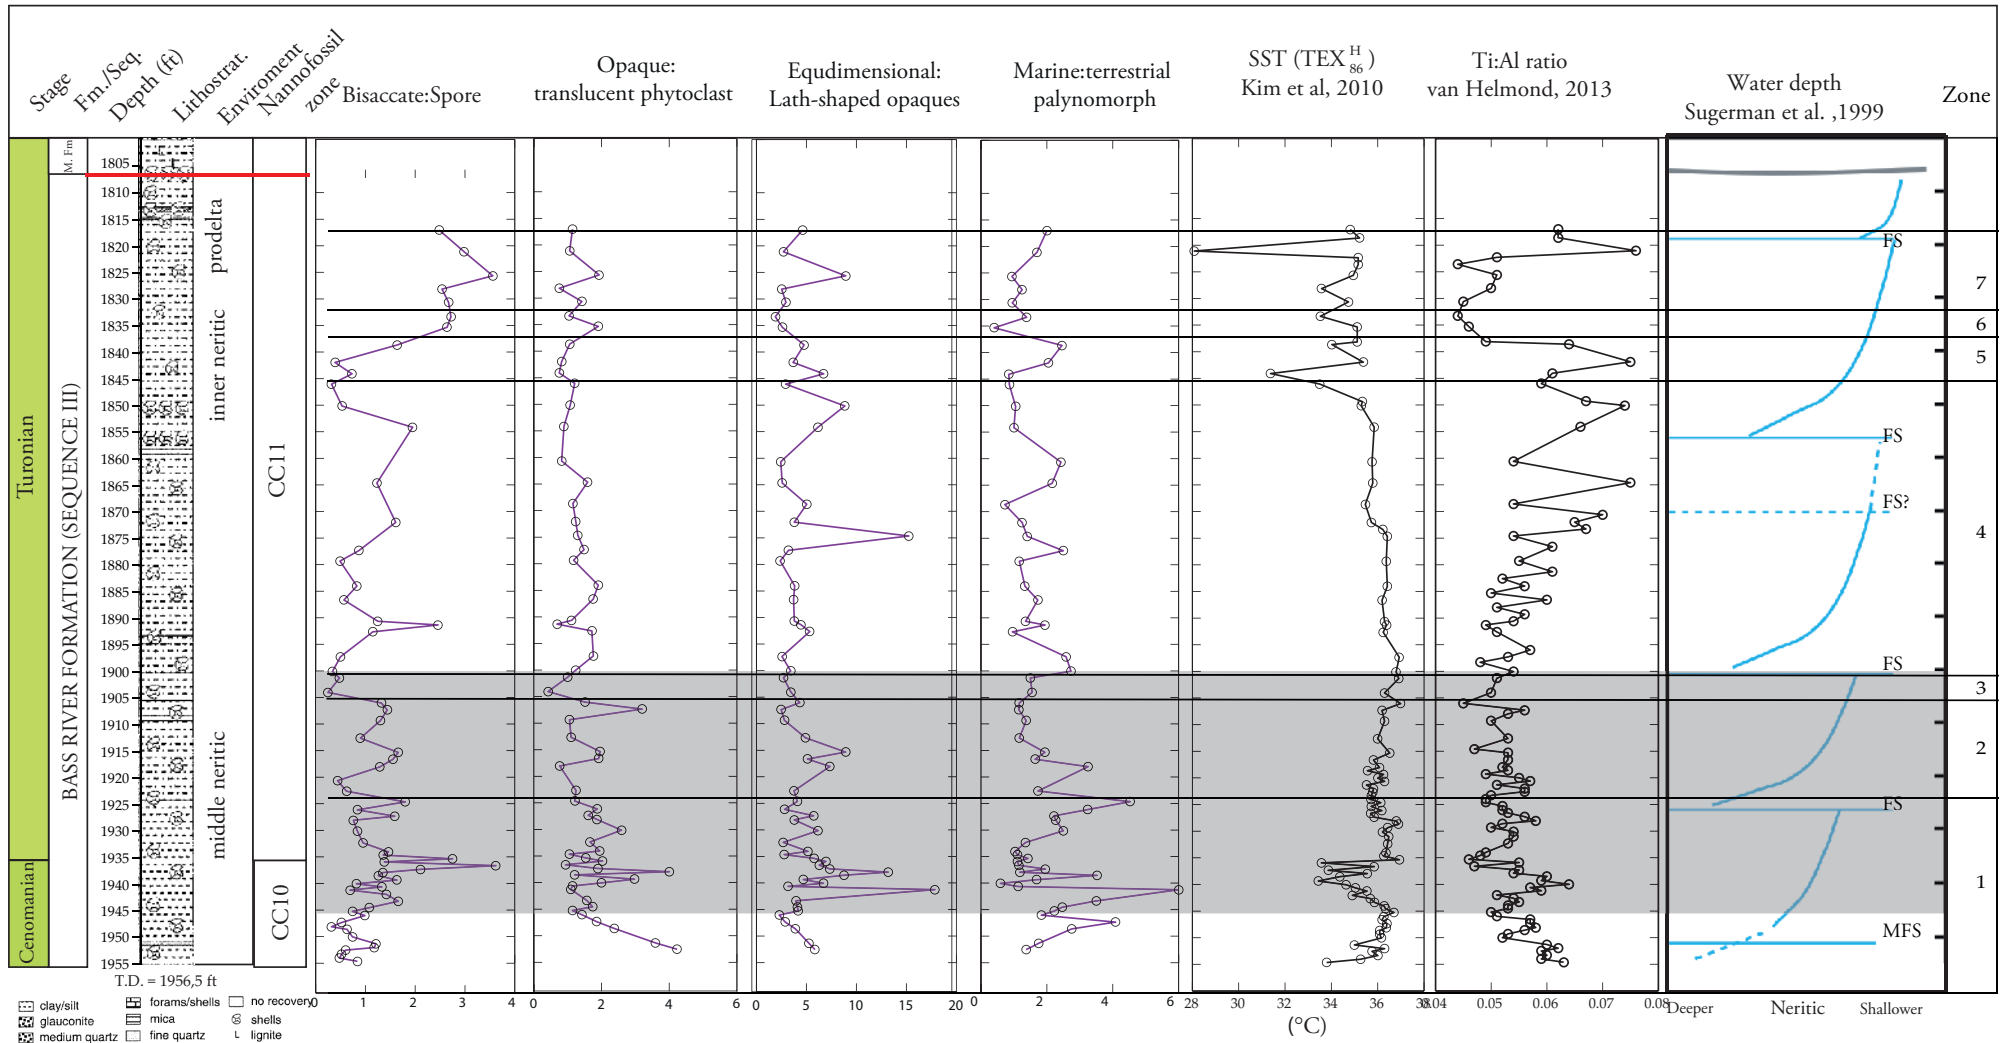 Stage
Fm./Seq.
Depth (ft)
Lithostrat.
Enviroment
Nannofossil
zone
Bisaccate:Spore
Opaque:
translucent phytoclast
Equdimensional:
Lath-shaped opaques
Marine:terrestrial
palynomorph
SST (TEX H 86 )
Kim et al, 2010
Ti:Al ratio
van Helmond, 2013
Water depth
Sugerman et al. ,1999
Zone
Turonian
Cenomanian
M. Fm
BASS RIVER FORMATION (SEQUENCE III)
1805
1810
1815
1820
1825
1830
1835
1840
1845
1850
1855
1860
1865
1870
1875
1880
1885
1890
1895
1900
1905
1910
1915
1920
1925
1930
1935
1940
1945
1950
1955
prodelta
inner neritic
middle neritic
CC11
CC10
FS
FS
FS?
FS
FS
MFS
7
6
5
4
3
2
1
T.D. = 1956,5 ft
0 1 2 3 4
0 2 4 6
0 5 10 15 20
0 2 4 6
28 30 32 34 36 38
(°C)
0.04 0.05 0.06 0.07 0.08
Deeper Neritic Shallower
clay/silt
glauconite
medium quartz
forams/shells
mica
fine quartz
no recovery
shells
L lignite